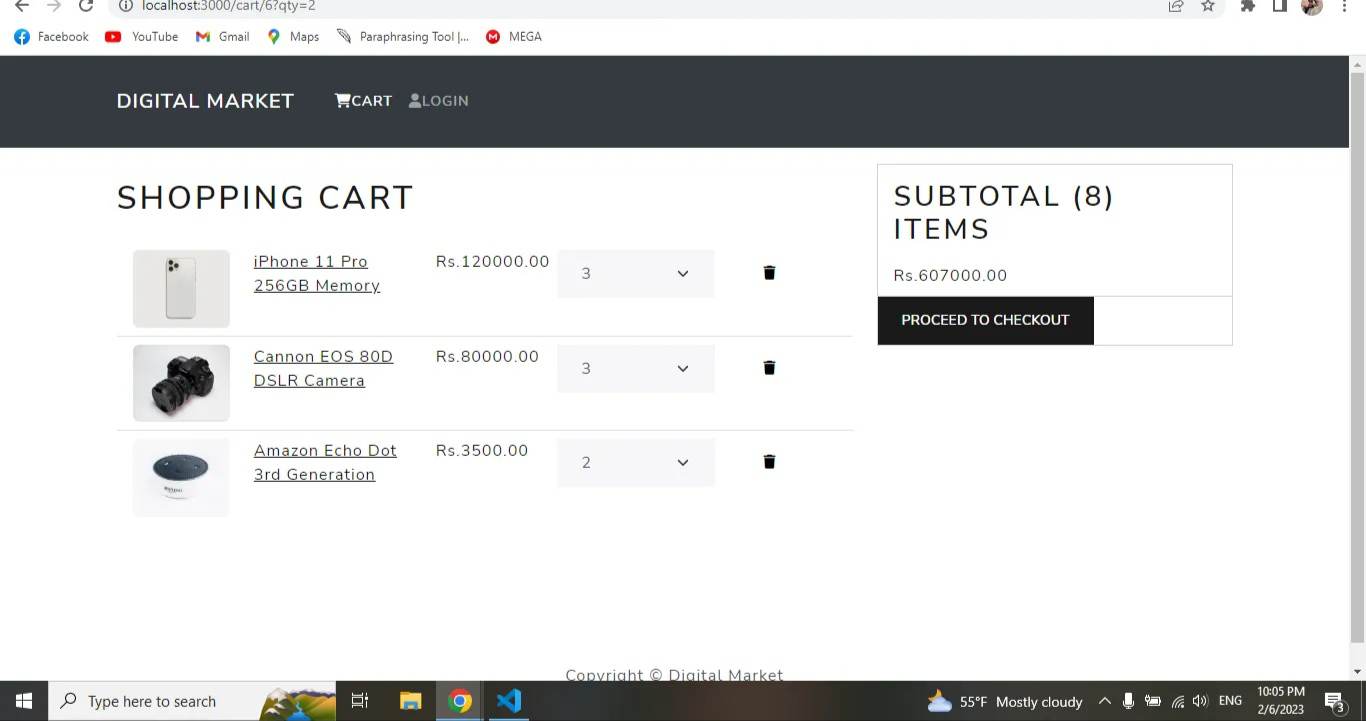 localhost:3000/cart/6?qty=2
Facebook YouTube Gmail Maps Paraphrasing Tool |... MEGA
DIGITAL MARKET CART LOGIN
SHOPPING CART
iPhone 11 Pro
256GB Memory
Rs.120000.00
3
Cannon EOS 80D
DSLR Camera
Rs.80000.00
3
Amazon Echo Dot
3rd Generation
Rs.3500.00
2
SUBTOTAL (8)
ITEMS
Rs.607000.00
PROCEED TO CHECKOUT
Copyright © Digital Market
Type here to search
55°F Mostly cloudy
ENG
10:05 PM
2/6/2023
3